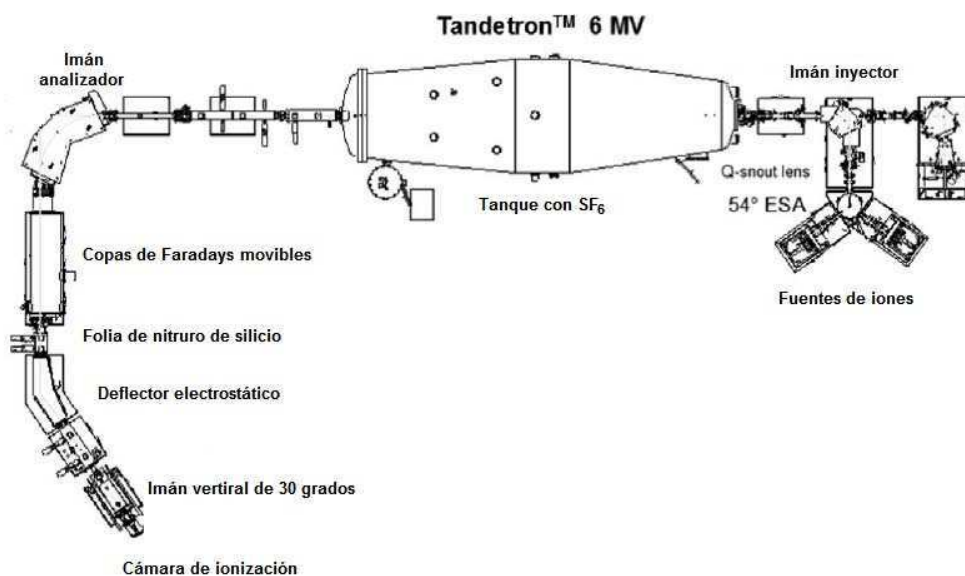 Tandetron™ 6 MV
Imán
analizador
Imán inyector
Q-snout lens
Tanque con SF₆
54° ESA
Copas de Faradays movibles
Fuentes de iones
Folia de nitruro de silicio
Deflector electrostático
Imán vertiral de 30 grados
Cámara de ionización